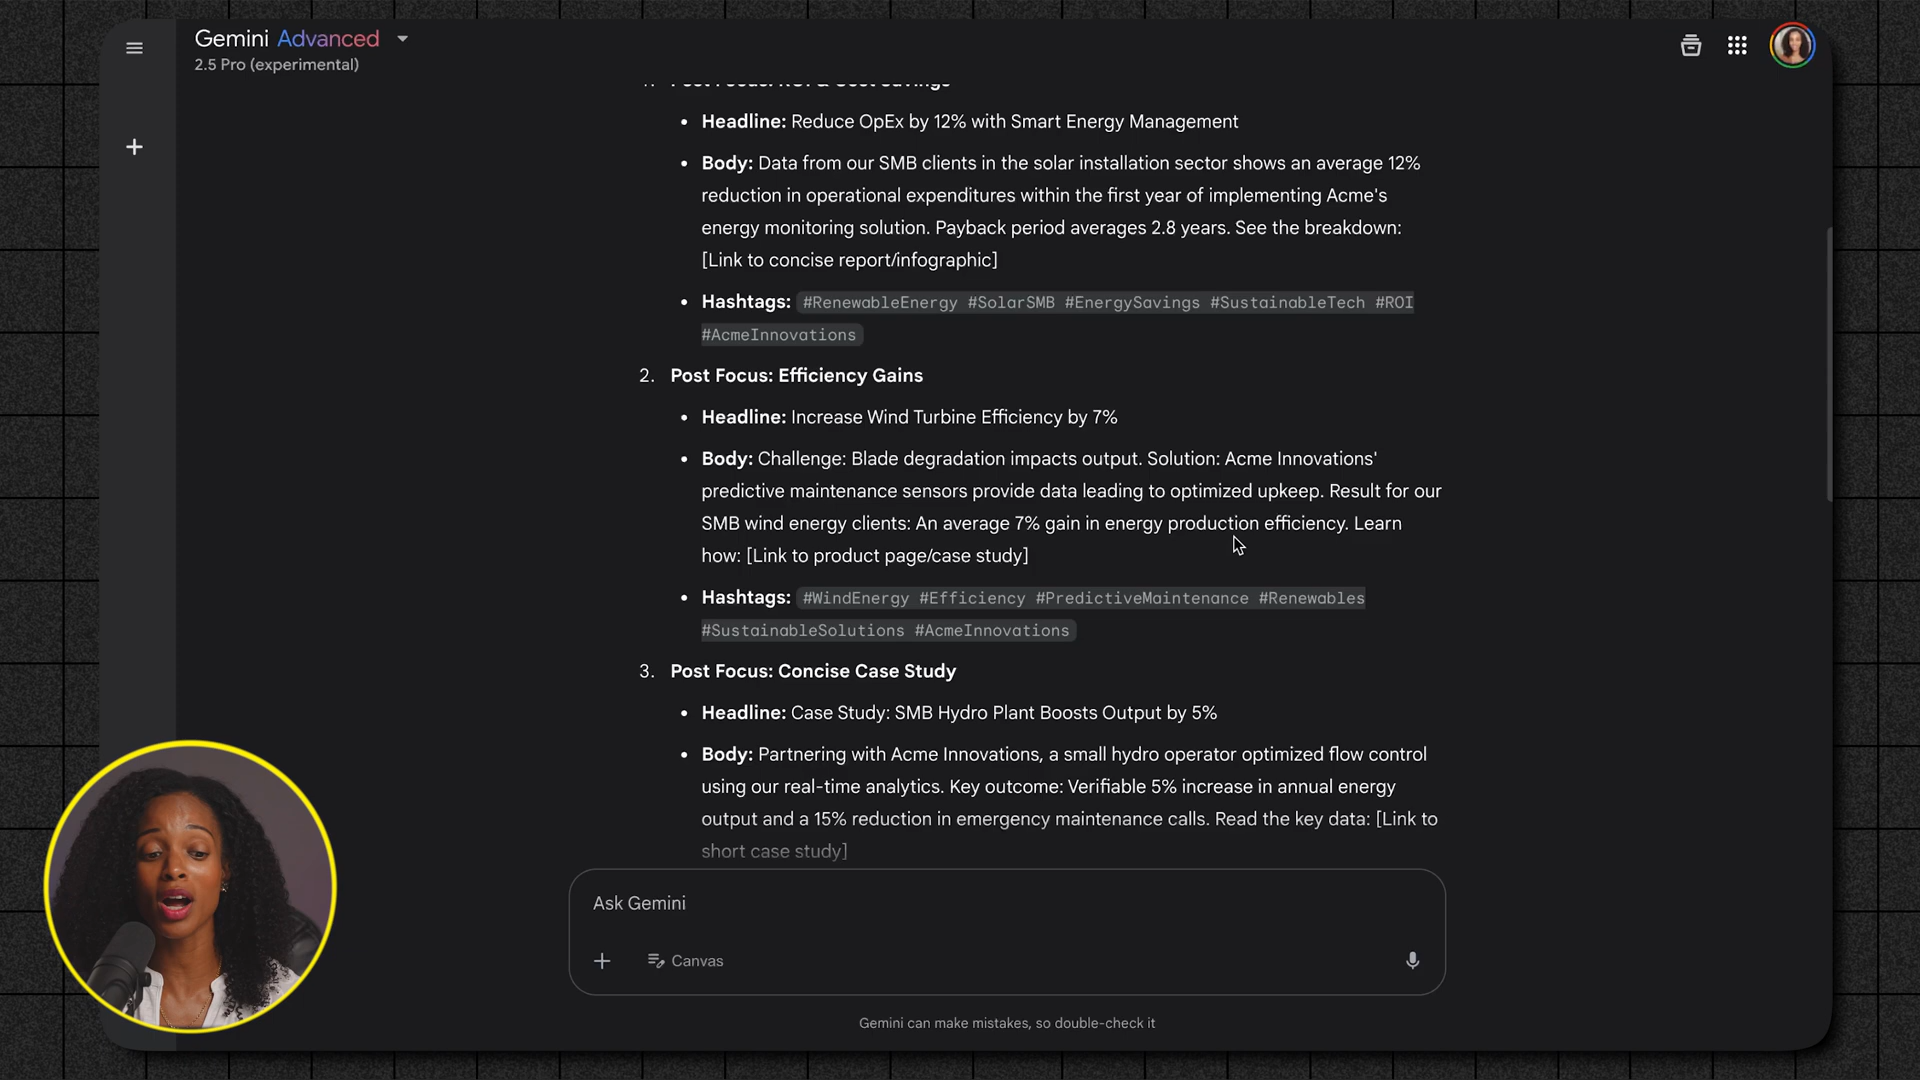 Gemini Advanced
2.5 Pro (experimental)
1. Post Focus: ROI & Cost Savings
Headline: Reduce OpEx by 12% with Smart Energy Management
Body: Data from our SMB clients in the solar installation sector shows an average 12%
reduction in operational expenditures within the first year of implementing Acme's
energy monitoring solution. Payback period averages 2.8 years. See the breakdown:
[Link to concise report/infographic]
Hashtags: #RenewableEnergy #SolarSMB #EnergySavings #SustainableTech #ROI
#AcmeInnovations
2. Post Focus: Efficiency Gains
Headline: Increase Wind Turbine Efficiency by 7%
Body: Challenge: Blade degradation impacts output. Solution: Acme Innovations'
predictive maintenance sensors provide data leading to optimized upkeep. Result for our
SMB wind energy clients: An average 7% gain in energy production efficiency. Learn
how: [Link to product page/case study]
Hashtags: #WindEnergy #Efficiency #PredictiveMaintenance #Renewables
#SustainableSolutions #AcmeInnovations
3. Post Focus: Concise Case Study
Headline: Case Study: SMB Hydro Plant Boosts Output by 5%
Body: Partnering with Acme Innovations, a small hydro operator optimized flow control
using our real-time analytics. Key outcome: Verifiable 5% increase in annual energy
output and a 15% reduction in emergency maintenance calls. Read the key data: [Link to
short case study]
Ask Gemini
Canvas
Gemini can make mistakes, so double-check it